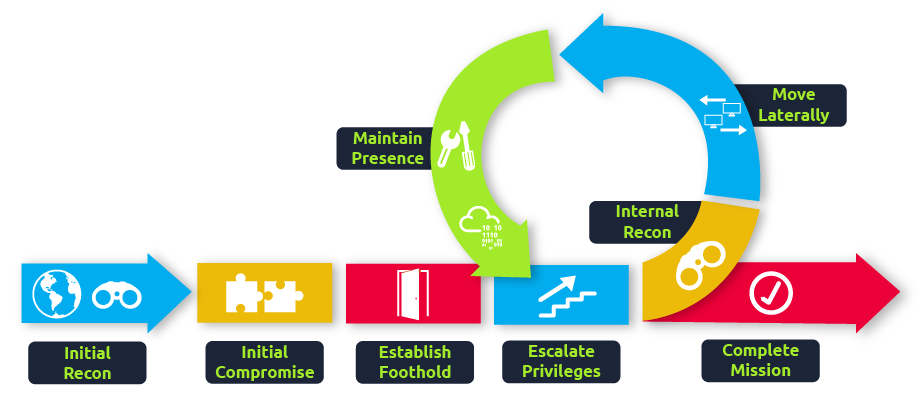 Move
Laterally
Maintain
Presence
10 10
1110
Internal
Recon
Initial
Recon
Initial
Compromise
Establish
Foothold
Escalate
Privileges
Complete
Mission